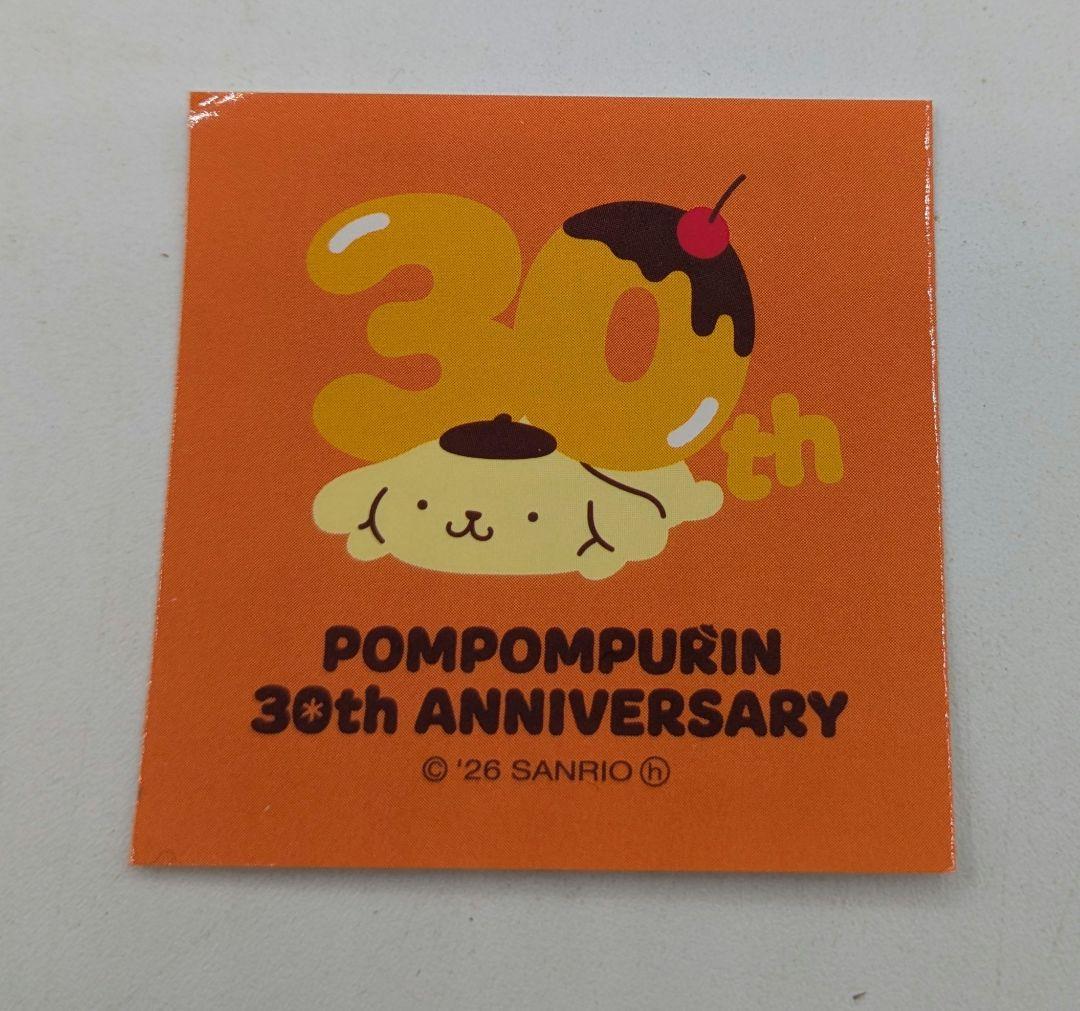 30th
POMPOMPURIN
30th ANNIVERSARY
© '26 SANRIO ⓗ